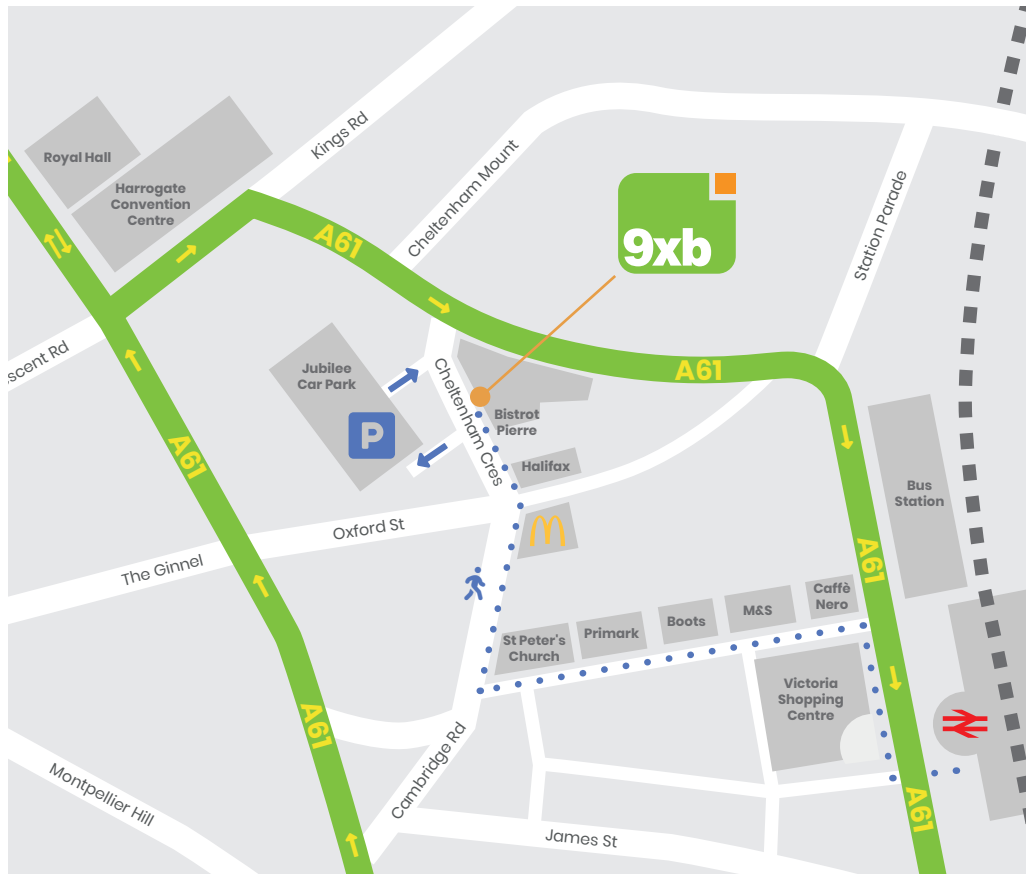 Royal Hall
Harrogate
Convention
Centre
Kings Rd
Cheltenham Mount
A61
9xb
Station Parade
scent Rd
Jubilee
Car Park
P
Cheltenham Cres
Bistrot
Pierre
A61
A61
Halifax
Bus
Station
Oxford St
The Ginnel
A61
Caffè
Nero
M&S
Boots
Primark
St Peter's
Church
Victoria
Shopping
Centre
A61
Cambridge Rd
Montpellier Hill
James St
A61